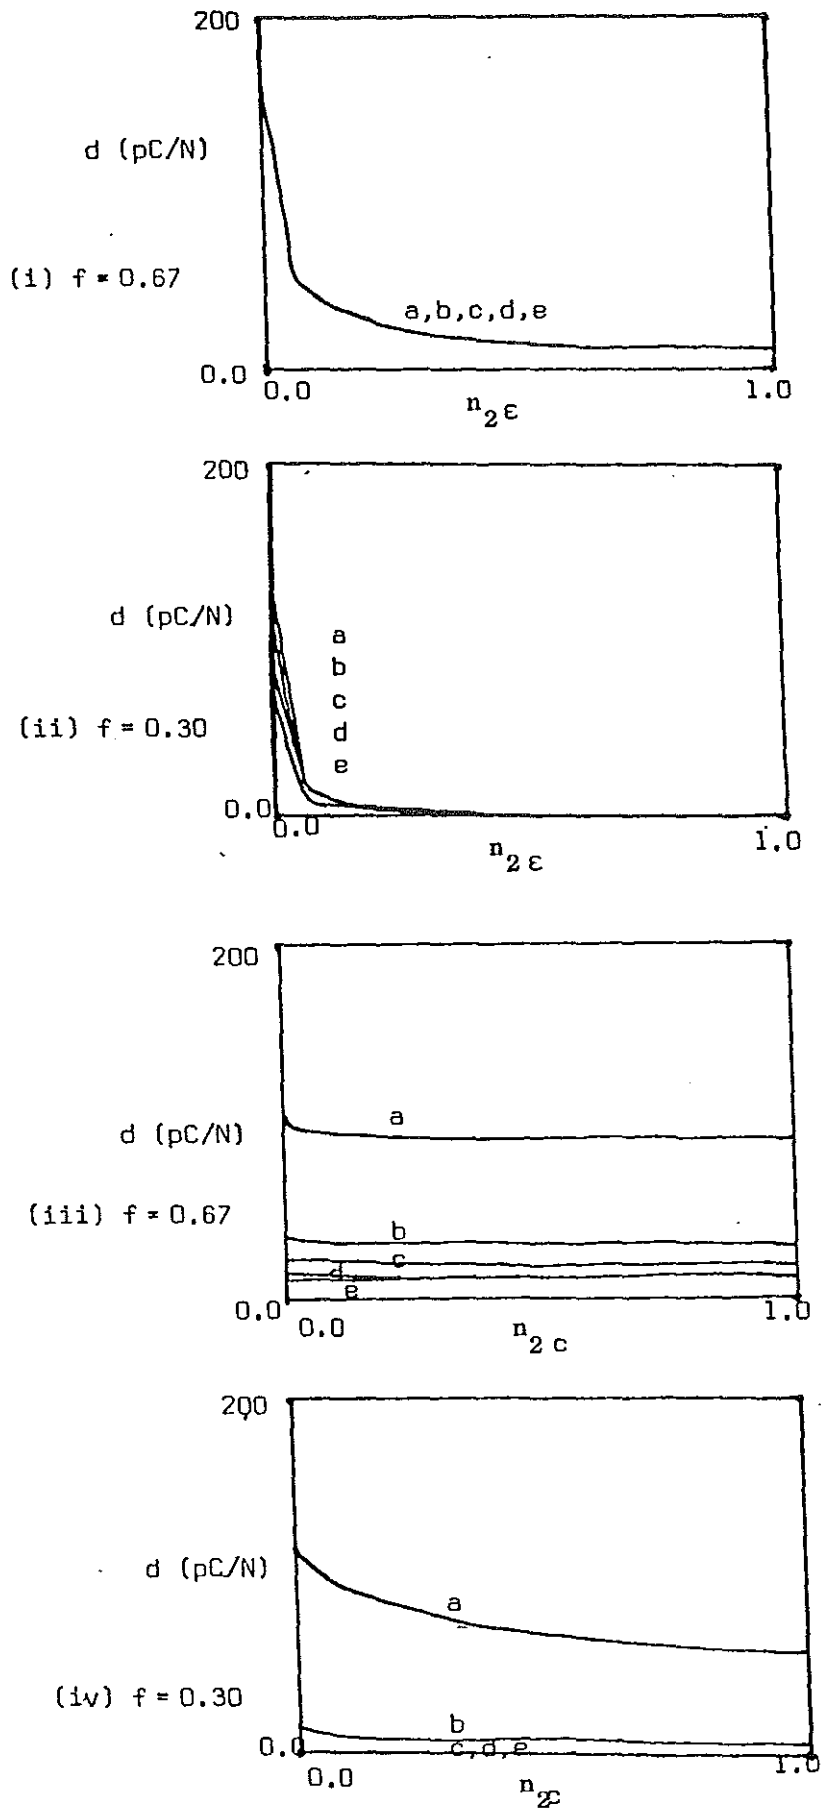 200
d (pC/N)
(i) f = 0.67
a,b,c,d,e
0.0
0.0
1.0
n2ε
200
d (pC/N)
a
b
c
d
e
(ii) f = 0.30
0.0
0.0
1.0
n2ε
200
d (pC/N)
a
(iii) f = 0.67
b
c
d
e
0.0
0.0
1.0
n2c
200
d (pC/N)
a
(iv) f = 0.30
b
c,d,e
0.0
0.0
1.0
n2c